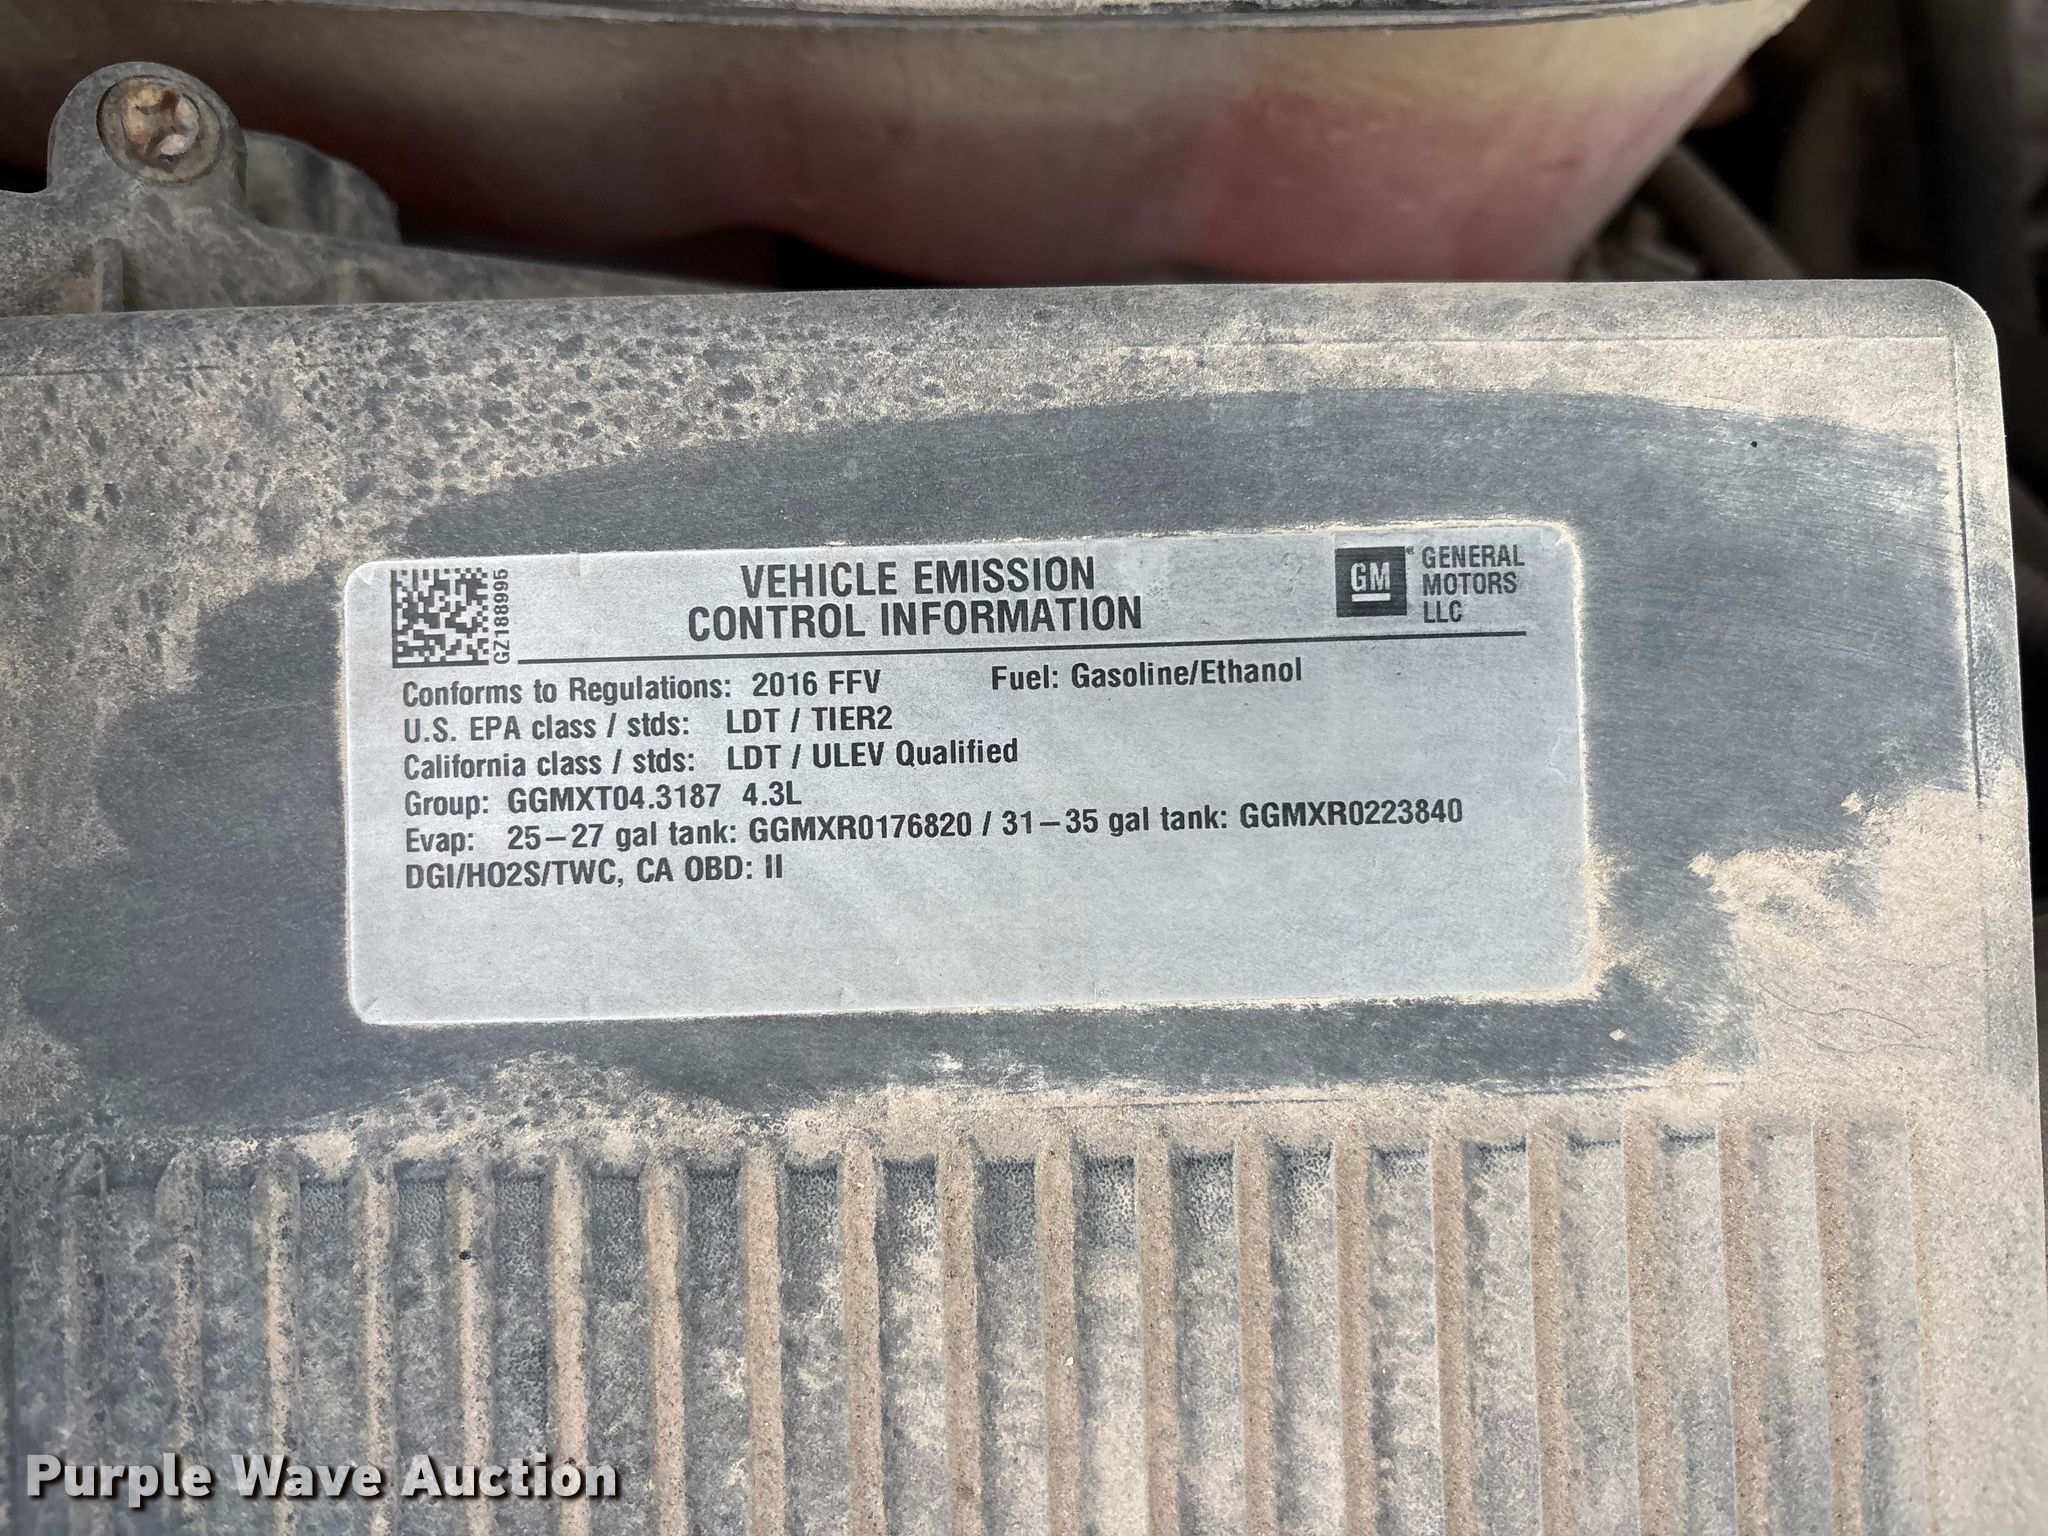 GZ188995
VEHICLE EMISSION
CONTROL INFORMATION
GM
GENERAL
MOTORS
LLC
Conforms to Regulations: 2016 FFV Fuel: Gasoline/Ethanol
U.S. EPA class / stds: LDT / TIER2
California class / stds: LDT / ULEV Qualified
Group: GGMXT04.3187 4.3L
Evap: 25–27 gal tank: GGMXR0176820 / 31–35 gal tank: GGMXR0223840
DGI/HO2S/TWC, CA OBD: II
Purple Wave Auction